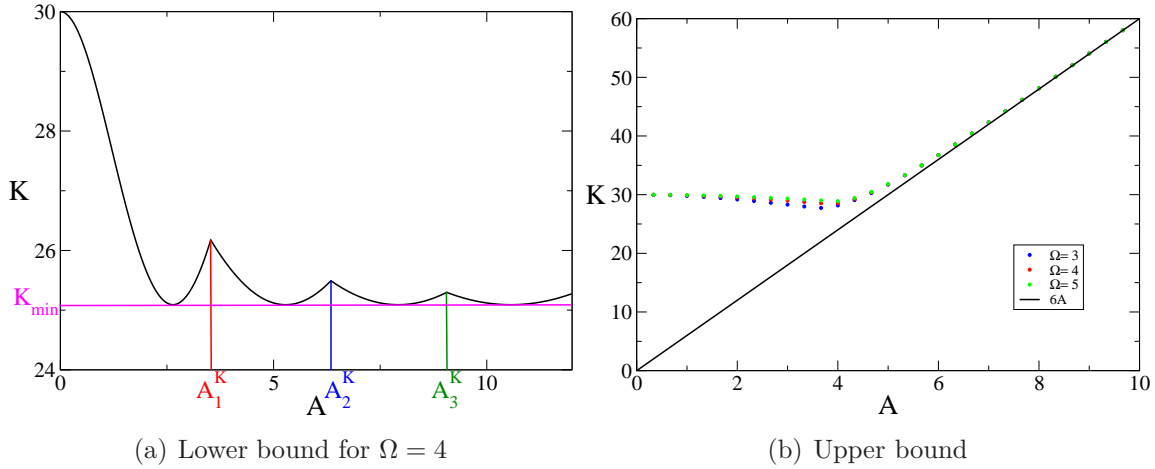 30
28
K
26
K_min
24
0
5
10
A_1^K
A
A_2^K
A_3^K
(a) Lower bound for Ω = 4
60
50
40
K
30
20
10
0
0
2
4
6
8
10
A
Ω= 3
Ω= 4
Ω= 5
6A
(b) Upper bound